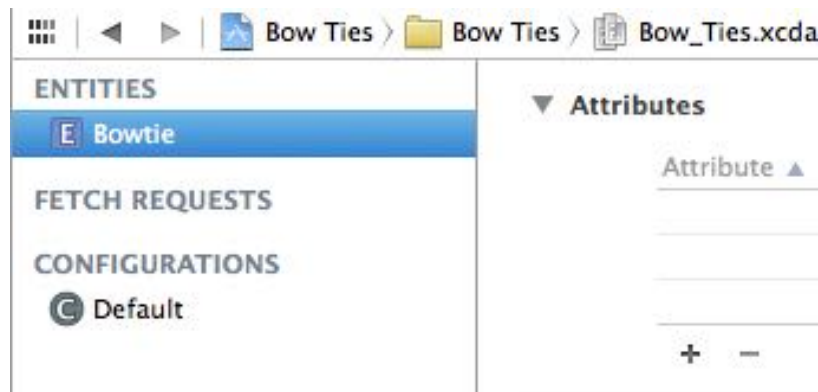 Bow Ties Bow Ties Bow_Ties.xcda
ENTITIES
E Bowtie
FETCH REQUESTS
CONFIGURATIONS
C Default
Attributes
Attribute